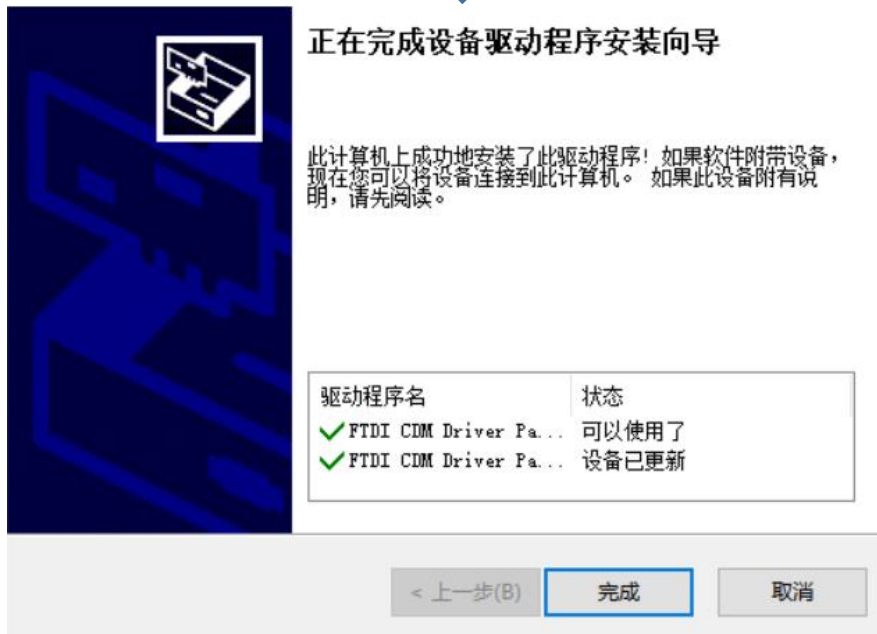 正在完成设备驱动程序安装向导
此计算机上成功地安装了此驱动程序！如果软件附带设备，
现在您可以将设备连接到此计算机。 如果此设备附有说
明，请先阅读。
驱动程序名 状态
FTDI CDM Driver Pa... 可以使用了
FTDI CDM Driver Pa... 设备已更新
< 上一步(B) 完成 取消